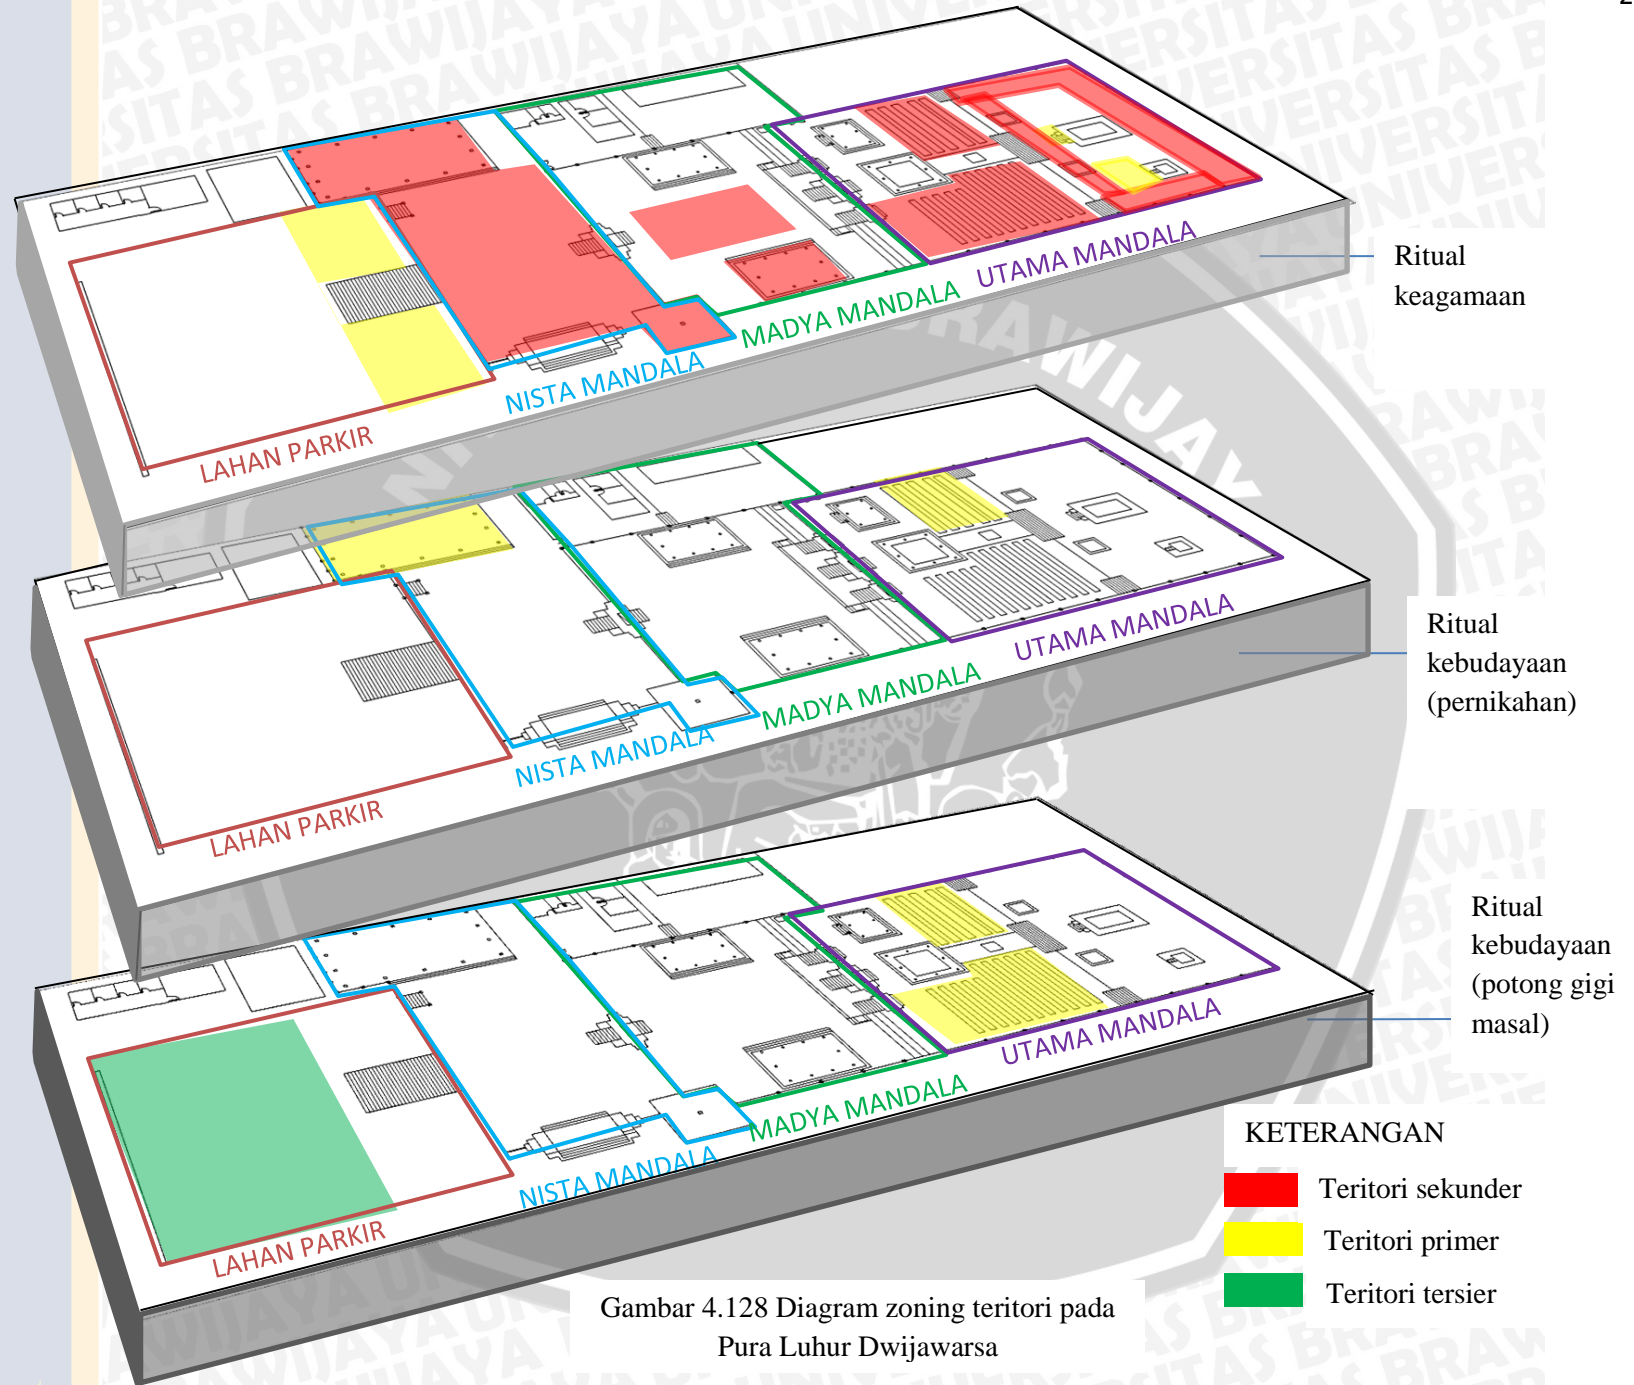 UTAMA MANDALA
MADYA MANDALA
NISTA MANDALA
LAHAN PARKIR
Ritual
keagamaan
UTAMA MANDALA
MADYA MANDALA
NISTA MANDALA
LAHAN PARKIR
Ritual
kebudayaan
(pernikahan)
UTAMA MANDALA
MADYA MANDALA
NISTA MANDALA
LAHAN PARKIR
Ritual
kebudayaan
(potong gigi
masal)
KETERANGAN
Teritori sekunder
Teritori primer
Teritori tersier
Gambar 4.128 Diagram zoning teritori pada
Pura Luhur Dwijawarsa